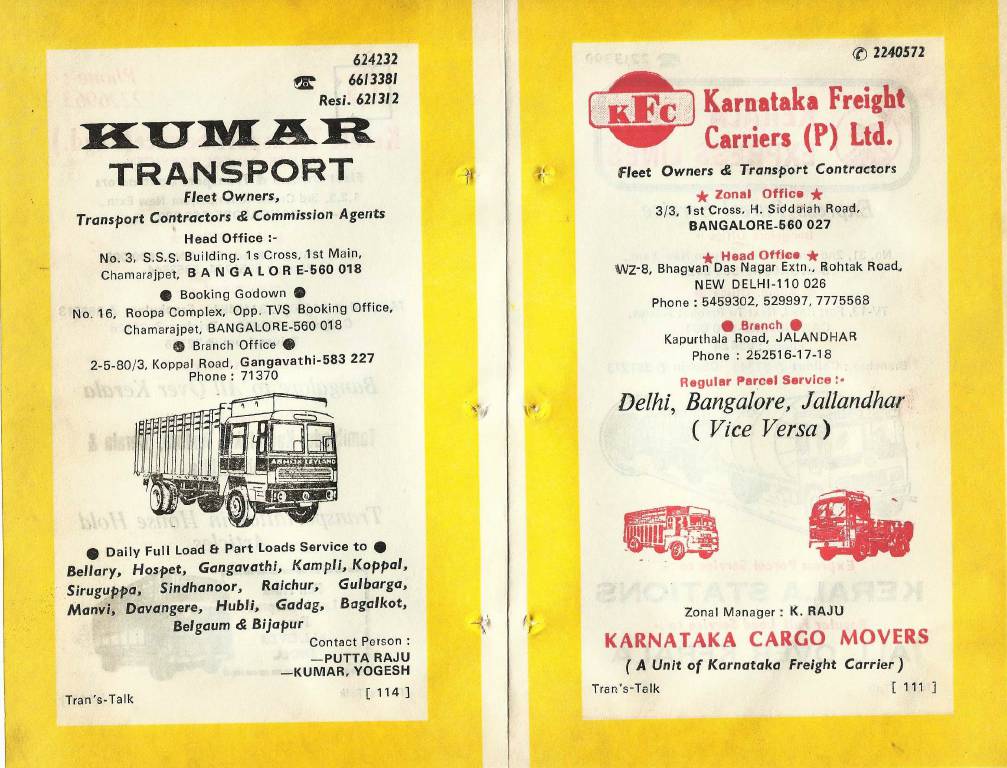 624232
6613381
Resi. 621312
KUMAR
TRANSPORT
Fleet Owners,
Transport Contractors & Commission Agents
Head Office :-
No. 3, S.S.S. Building. 1s Cross, 1st Main,
Chamarajpet, BANGALORE-560 018
● Booking Godown ●
No. 16, Roopa Complex, Opp. TVS Booking Office,
Chamarajpet, BANGALORE-560 018
● Branch Office ●
2-5-80/3, Koppal Road, Gangavathi-583 227
Phone : 71370
ASHOK LEYLAND
● Daily Full Load & Part Loads Service to ●
Bellary, Hospet, Gangavathi, Kampli, Koppal,
Siruguppa, Sindhanoor, Raichur, Gulbarga,
Manvi, Davangere, Hubli, Gadag, Bagalkot,
Belgaum & Bijapur
Contact Person :
—PUTTA RAJU
—KUMAR, YOGESH
Tran's-Talk [ 114 ]
✆ 2240572
KFC
Karnataka Freight
Carriers (P) Ltd.
Fleet Owners & Transport Contractors
★ Zonal Office ★
3/3, 1st Cross. H. Siddaiah Road,
BANGALORE-560 027
★ Head Office ★
WZ-8, Bhagvan Das Nagar Extn., Rohtak Road,
NEW DELHI-110 026
Phone : 5459302, 529997, 7775568
● Branch ●
Kapurthala Road, JALANDHAR
Phone : 252516-17-18
Regular Parcel Service :-
Delhi, Bangalore, Jallandhar
( Vice Versa )
Zonal Manager : K. RAJU
KARNATAKA CARGO MOVERS
( A Unit of Karnataka Freight Carrier )
Tran's-Talk [ 111 ]